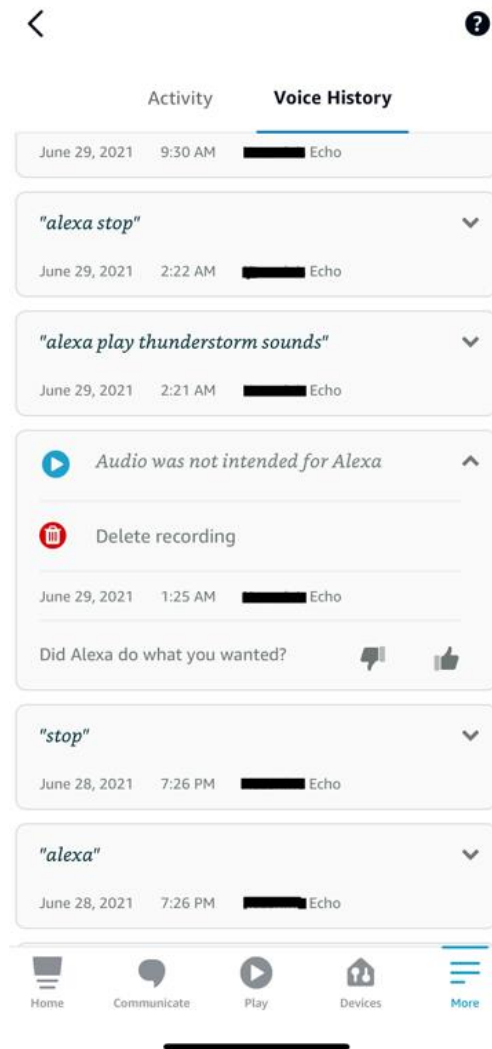 ?
Activity Voice History
June 29, 2021 9:30 AM Echo
"alexa stop"
June 29, 2021 2:22 AM Echo
"alexa play thunderstorm sounds"
June 29, 2021 2:21 AM Echo
Audio was not intended for Alexa
Delete recording
June 29, 2021 1:25 AM Echo
Did Alexa do what you wanted?
"stop"
June 28, 2021 7:26 PM Echo
"alexa"
June 28, 2021 7:26 PM Echo
Home Communicate Play Devices More